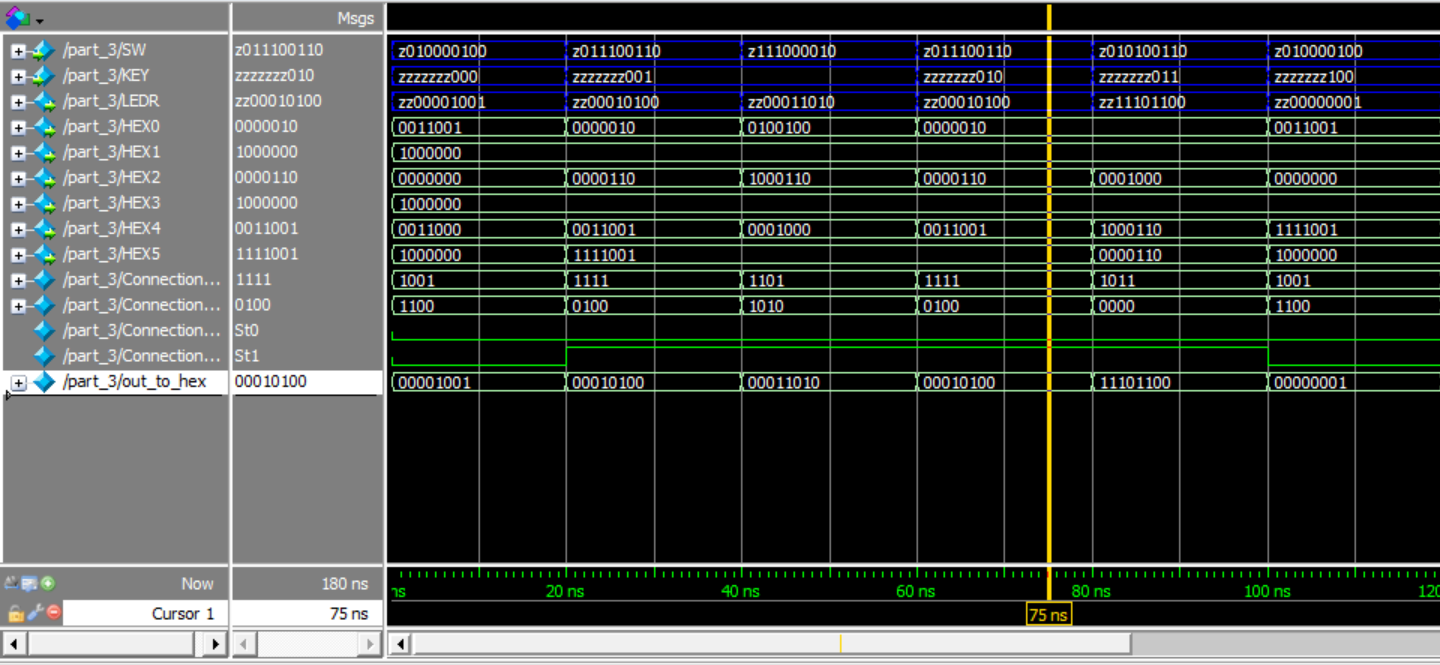 Msgs
/part_3/SW z011100110 z010000100 z011100110 z111000010 z011100110 z010100110 z010000100
/part_3/KEY zzzzzzz010 zzzzzzz000 zzzzzzz001 zzzzzzz010 zzzzzzz011 zzzzzzz100
/part_3/LEDR zz00010100 zz00001001 zz00010100 zz00011010 zz00010100 zz11101100 zz00000001
/part_3/HEX0 0000010 0011001 0000010 0100100 0000010 0011001
/part_3/HEX1 1000000 1000000
/part_3/HEX2 0000110 0000000 0000110 1000110 0000110 0001000 0000000
/part_3/HEX3 1000000 1000000
/part_3/HEX4 0011001 0011000 0011001 0001000 0011001 1000110 1111001
/part_3/HEX5 1111001 1000000 1111001 0000110 1000000
/part_3/Connection... 1111 1001 1111 1101 1111 1011 1001
/part_3/Connection... 0100 1100 0100 1010 0100 0000 1100
/part_3/Connection... St0
/part_3/Connection... St1
/part_3/out_to_hex 00010100 00001001 00010100 00011010 00010100 11101100 00000001
Now 180 ns ns 20 ns 40 ns 60 ns 80 ns 100 ns 120
Cursor 1 75 ns 75 ns